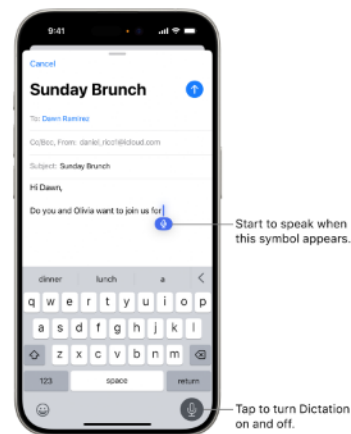 9:41
Cancel
Sunday Brunch
To: Dawn Ramirez
Cc/Bcc, From: daniel_rico1@icloud.com
Subject: Sunday Brunch
Hi Dawn,
Do you and Olivia want to join us for
Start to speak when
this symbol appears.
dinner lunch a
q w e r t y u i o p
a s d f g h j k l
z x c v b n m
123 space return
Tap to turn Dictation
on and off.